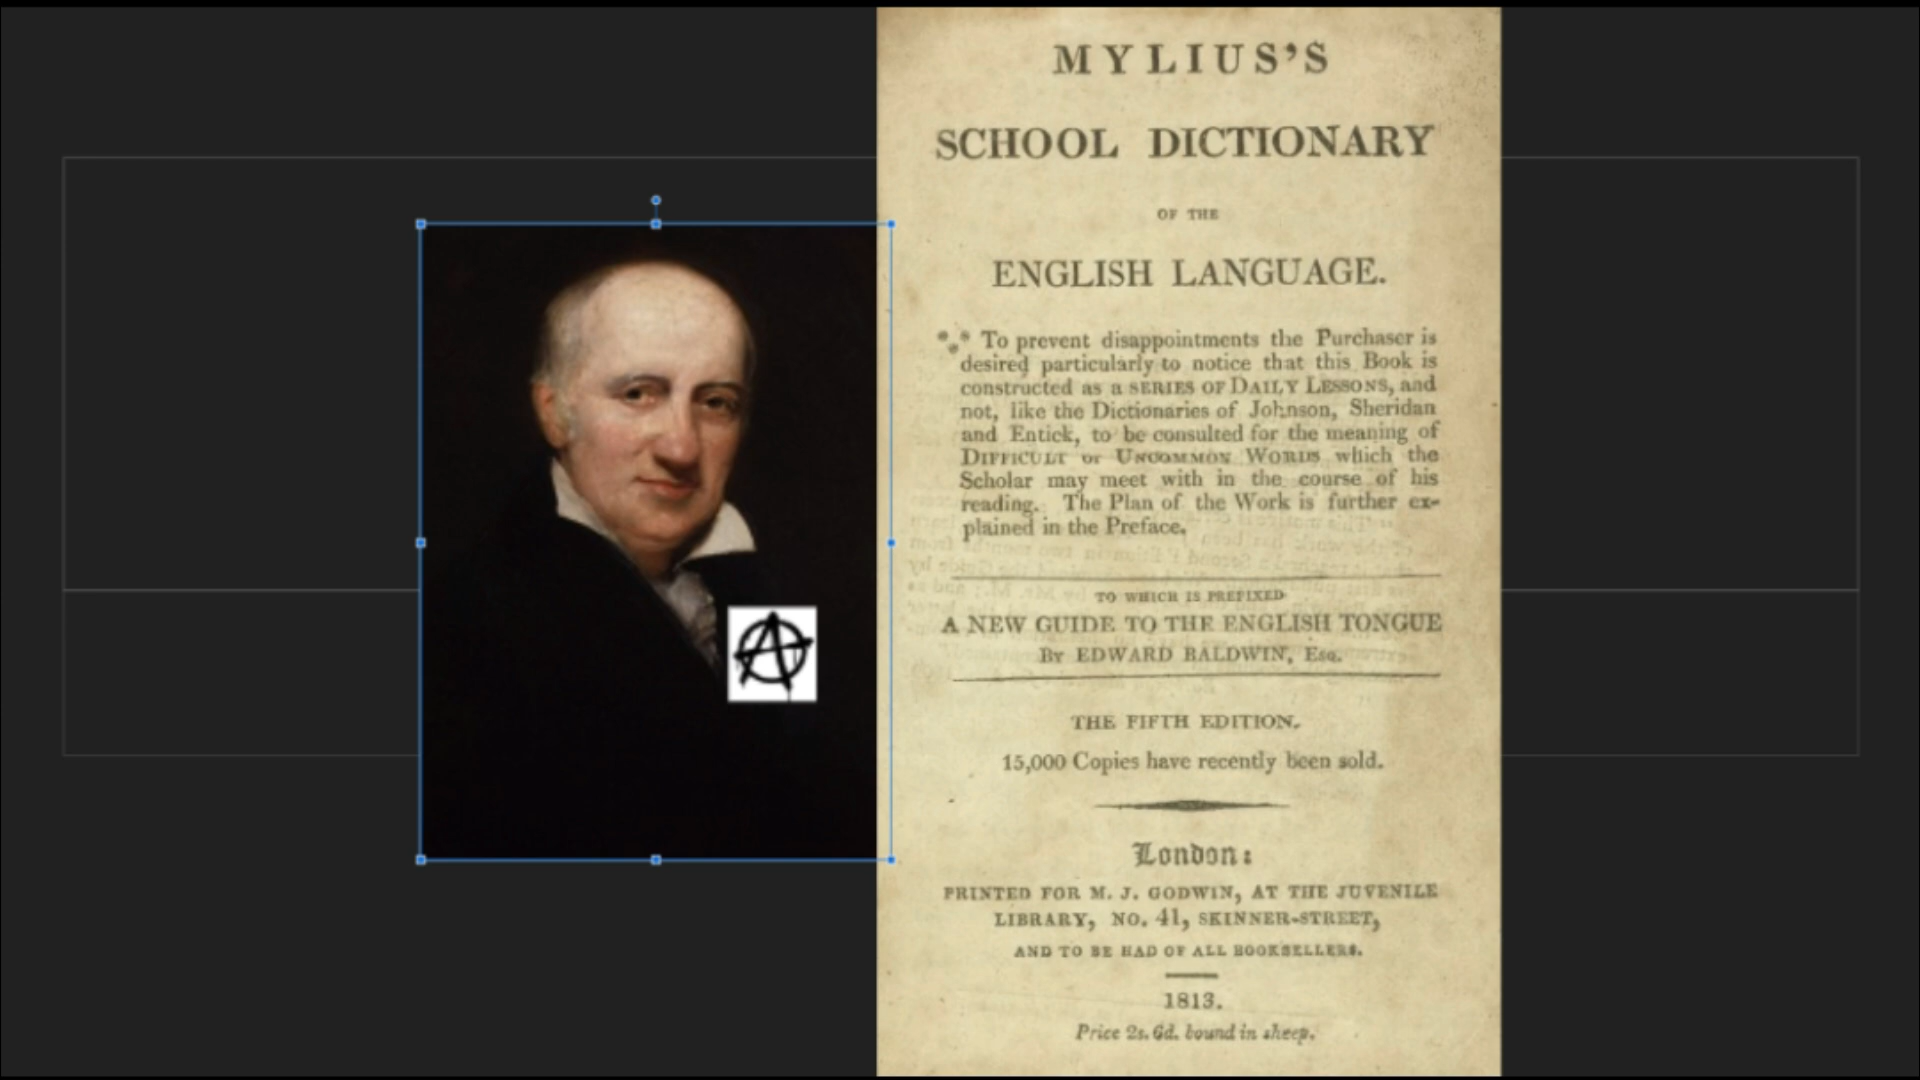 MYLIUS'S
SCHOOL DICTIONARY
OF THE
ENGLISH LANGUAGE.
*** To prevent disappointments the Purchaser is
desired particularly to notice that this Book is
constructed as a SERIES OF DAILY LESSONS, and
not, like the Dictionaries of Johnson, Sheridan
and Entick, to be consulted for the meaning of
DIFFICULT or UNCOMMON WORDS which the
Scholar may meet with in the course of his
reading. The Plan of the Work is further ex-
plained in the Preface.
TO WHICH IS PREFIXED
A NEW GUIDE TO THE ENGLISH TONGUE
BY EDWARD BALDWIN, ESQ.
THE FIFTH EDITION.
15,000 Copies have recently been sold.
London:
PRINTED FOR M. J. GODWIN, AT THE JUVENILE
LIBRARY, NO. 41, SKINNER-STREET,
AND TO BE HAD OF ALL BOOKSELLERS.
1813.
Price 2s. 6d. bound in sheep.